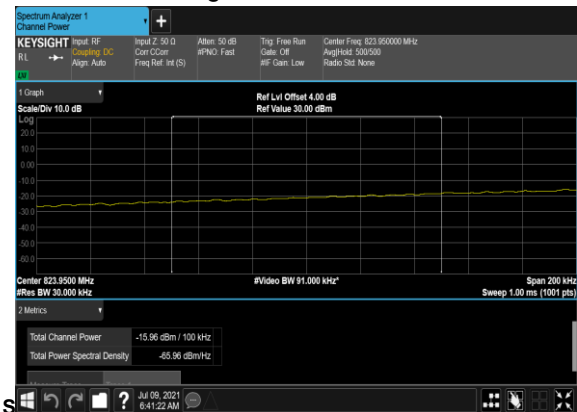 Spectrum Analyzer 1
Channel Power
KEYSIGHT
RL
Input: RF
Coupling: DC
Align: Auto
Input Z: 50 Ω
Corr CCorr
Freq Ref: Int (S)
Atten: 50 dB
#PNO: Fast
Trig: Free Run
Gate: Off
#IF Gain: Low
Center Freq: 823.950000 MHz
Avg|Hold: 500/500
Radio Std: None
1 Graph
Scale/Div 10.0 dB
Ref Lvl Offset 4.00 dB
Ref Value 30.00 dBm
Log
20.0
10.0
0.00
-10.0
-20.0
-30.0
-40.0
-50.0
-60.0
Center 823.9500 MHz
#Res BW 30.000 kHz
#Video BW 91.000 kHz*
Span 200 kHz
Sweep 1.00 ms (1001 pts)
2 Metrics
Total Channel Power -15.96 dBm / 100 kHz
Total Power Spectral Density -65.96 dBm/Hz
S
?
Jul 09, 2021
6:41:22 AM